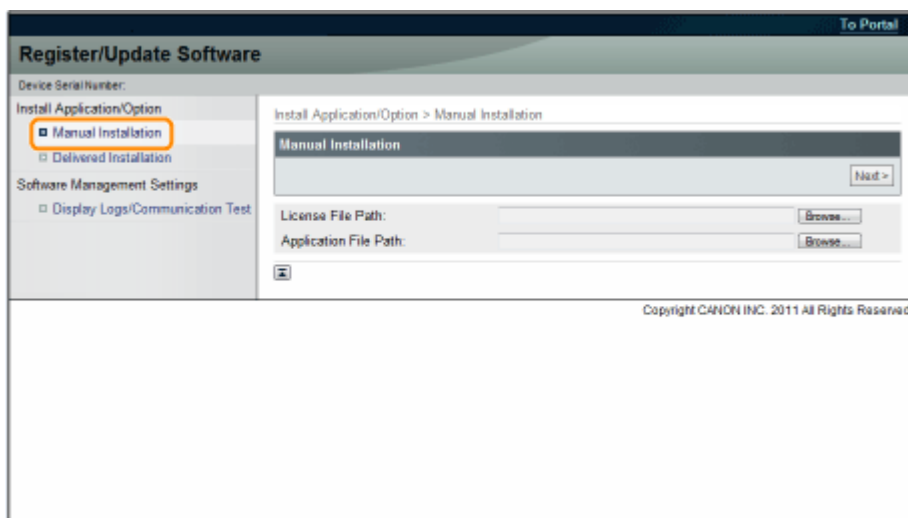 To Portal
Register/Update Software
Device Serial Number:
Install Application/Option
Manual Installation
Delivered Installation
Software Management Settings
Display Logs/Communication Test
Install Application/Option > Manual Installation
Manual Installation
Next >
License File Path:
Browse...
Application File Path:
Browse...
Copyright CANON INC. 2011 All Rights Reserved